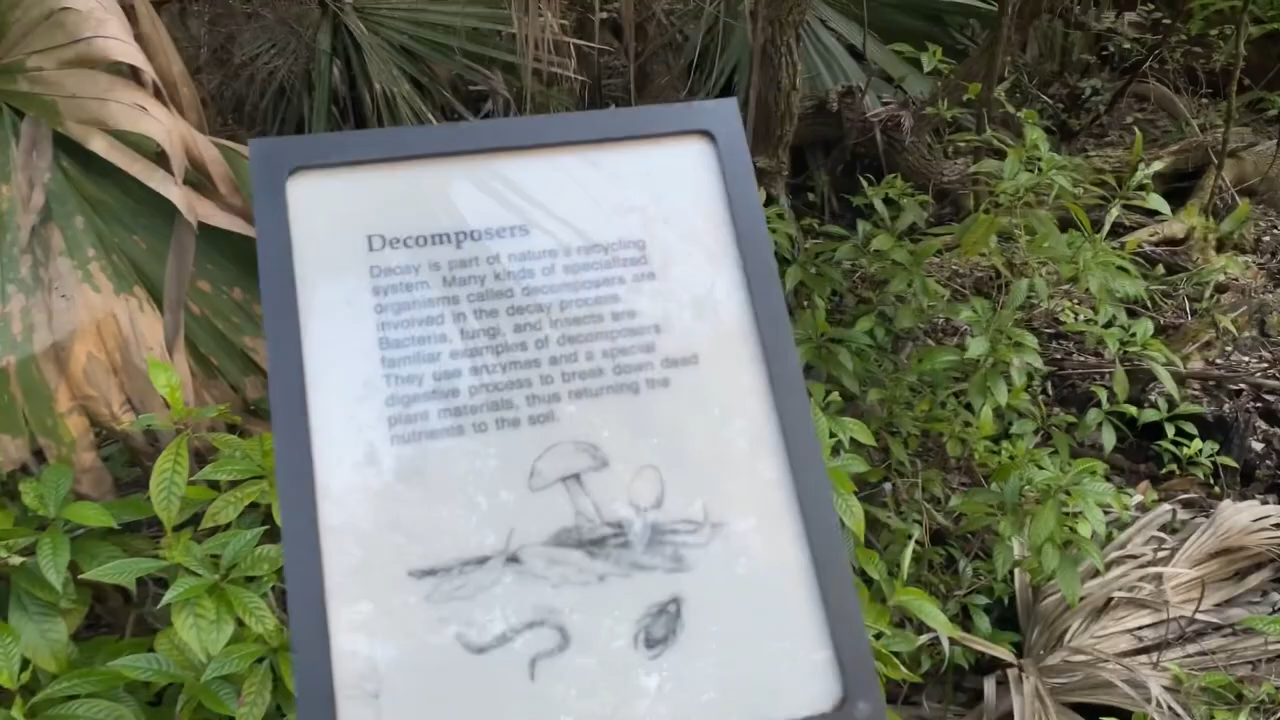 Decomposers
Decay is part of nature's recycling
system. Many kinds of specialized
organisms called decomposers are
involved in the decay process.
Bacteria, fungi, and insects are
familiar examples of decomposers.
They use enzymes and a special
digestive process to break down dead
plant materials, thus returning the
nutrients to the soil.